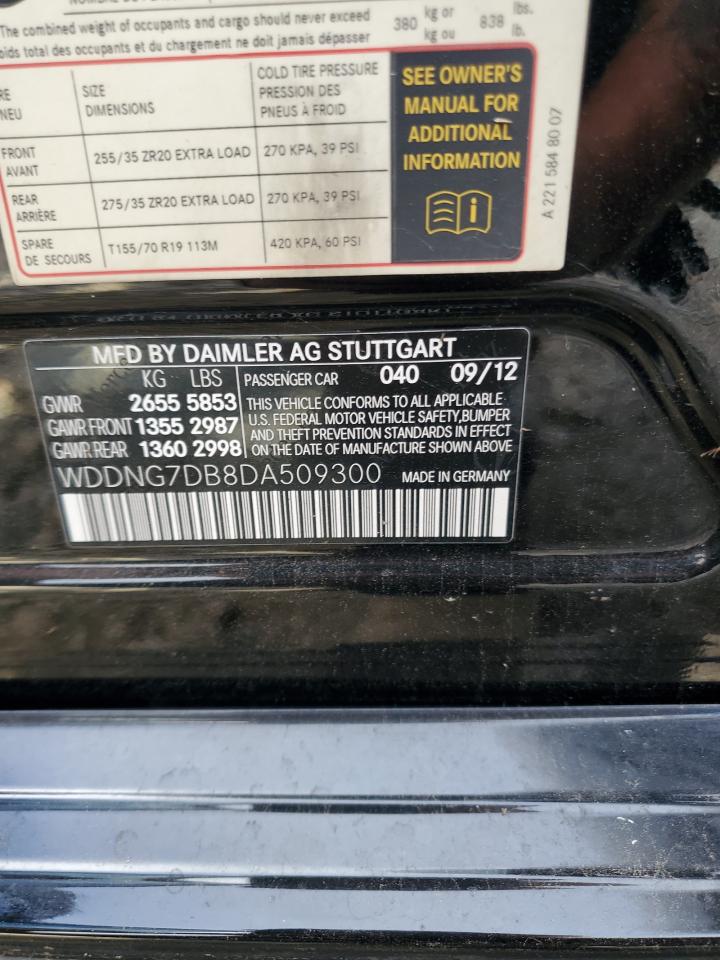 The combined weight of occupants and cargo should never exceed 380 kg or 838 lbs.
oids total des occupants et du chargement ne doit jamais dépasser kg ou lb.
RE NEU SIZE DIMENSIONS COLD TIRE PRESSURE PRESSION DES PNEUS À FROID
FRONT AVANT 255/35 ZR20 EXTRA LOAD 270 KPA, 39 PSI
REAR ARRIÈRE 275/35 ZR20 EXTRA LOAD 270 KPA, 39 PSI
SPARE DE SECOURS T155/70 R19 113M 420 KPA, 60 PSI
SEE OWNER'S
MANUAL FOR
ADDITIONAL
INFORMATION
i
A 221 584 80 07
MFD BY DAIMLER AG STUTTGART
KG LBS PASSENGER CAR 040 09/12
GVWR 2655 5853
GAWR FRONT 1355 2987
GAWR REAR 1360 2998
THIS VEHICLE CONFORMS TO ALL APPLICABLE
U.S. FEDERAL MOTOR VEHICLE SAFETY,BUMPER
AND THEFT PREVENTION STANDARDS IN EFFECT
ON THE DATE OF MANUFACTURE SHOWN ABOVE
WDDNG7DB8DA509300 MADE IN GERMANY